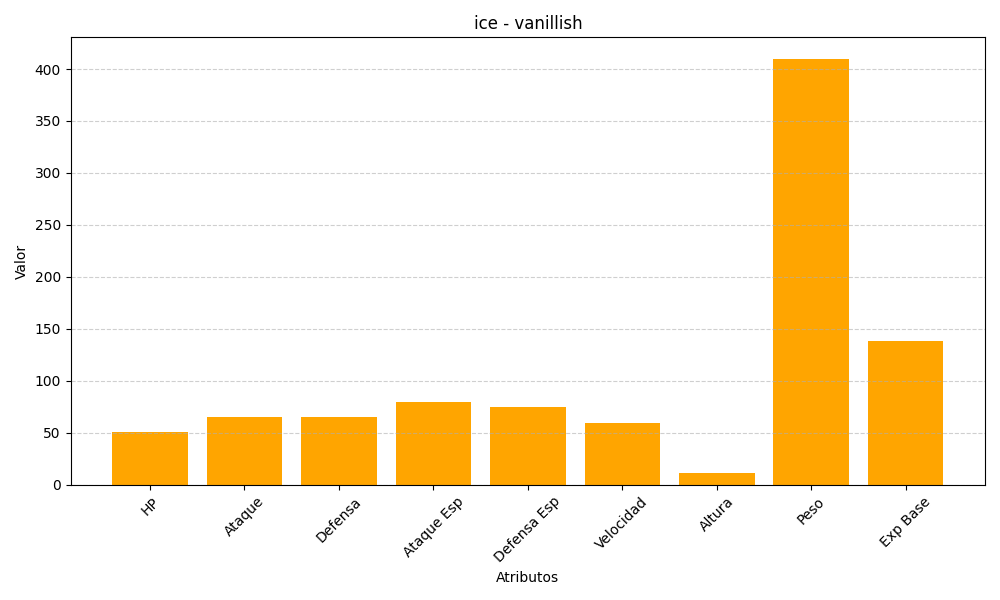 ice - vanillish
Valor
400
350
300
250
200
150
100
50
0
HP
Ataque
Defensa
Ataque Esp
Defensa Esp
Velocidad
Altura
Peso
Exp Base
Atributos